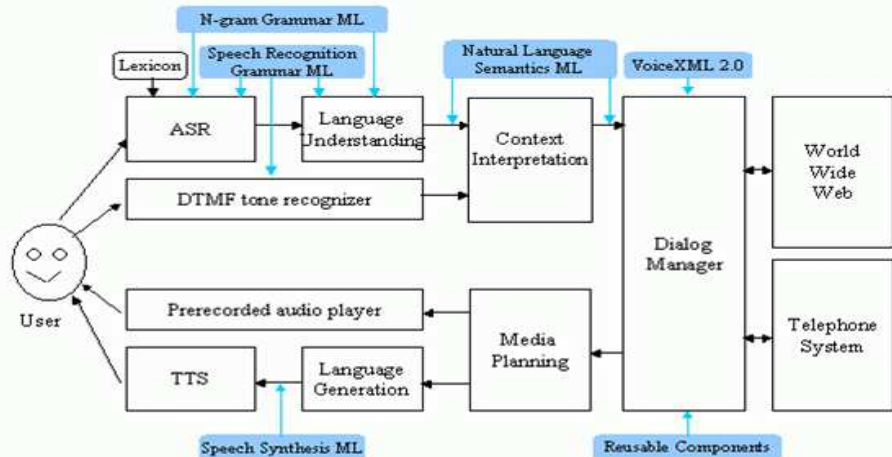 N-gram Grammar ML
Speech Recognition
Grammar ML
Natural Language
Semantics ML
VoiceXML 2.0
Lexicon
ASR
Language
Understanding
Context
Interpretation
World
Wide
Web
DTMF tone recognizer
Dialog
Manager
User
Prerecorded audio player
Media
Planning
Telephone
System
TTS
Language
Generation
Speech Synthesis ML
Reusable Components